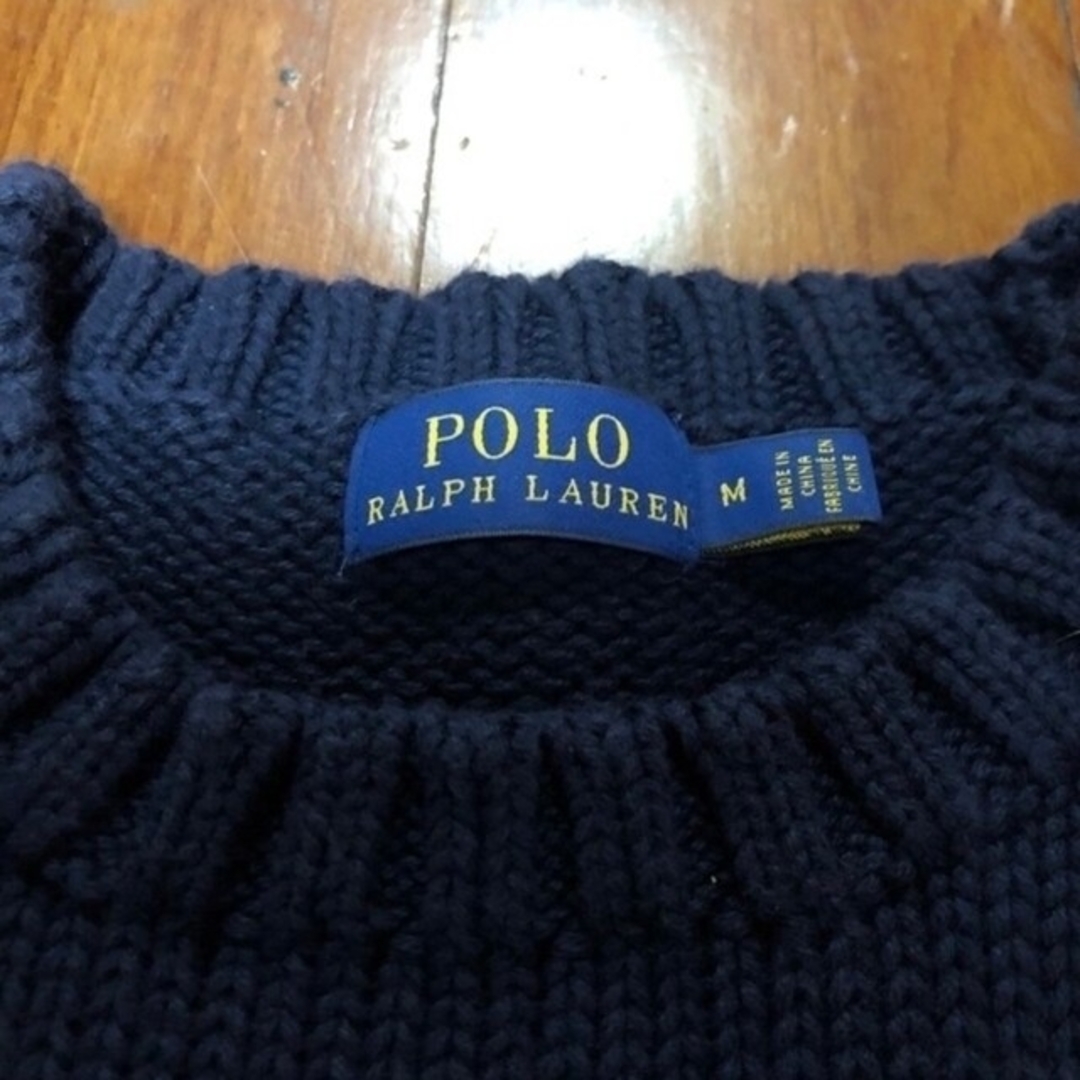 POLO
RALPH LAUREN
M
MADE IN
CHINA
FABRIQUÉ EN
CHINE